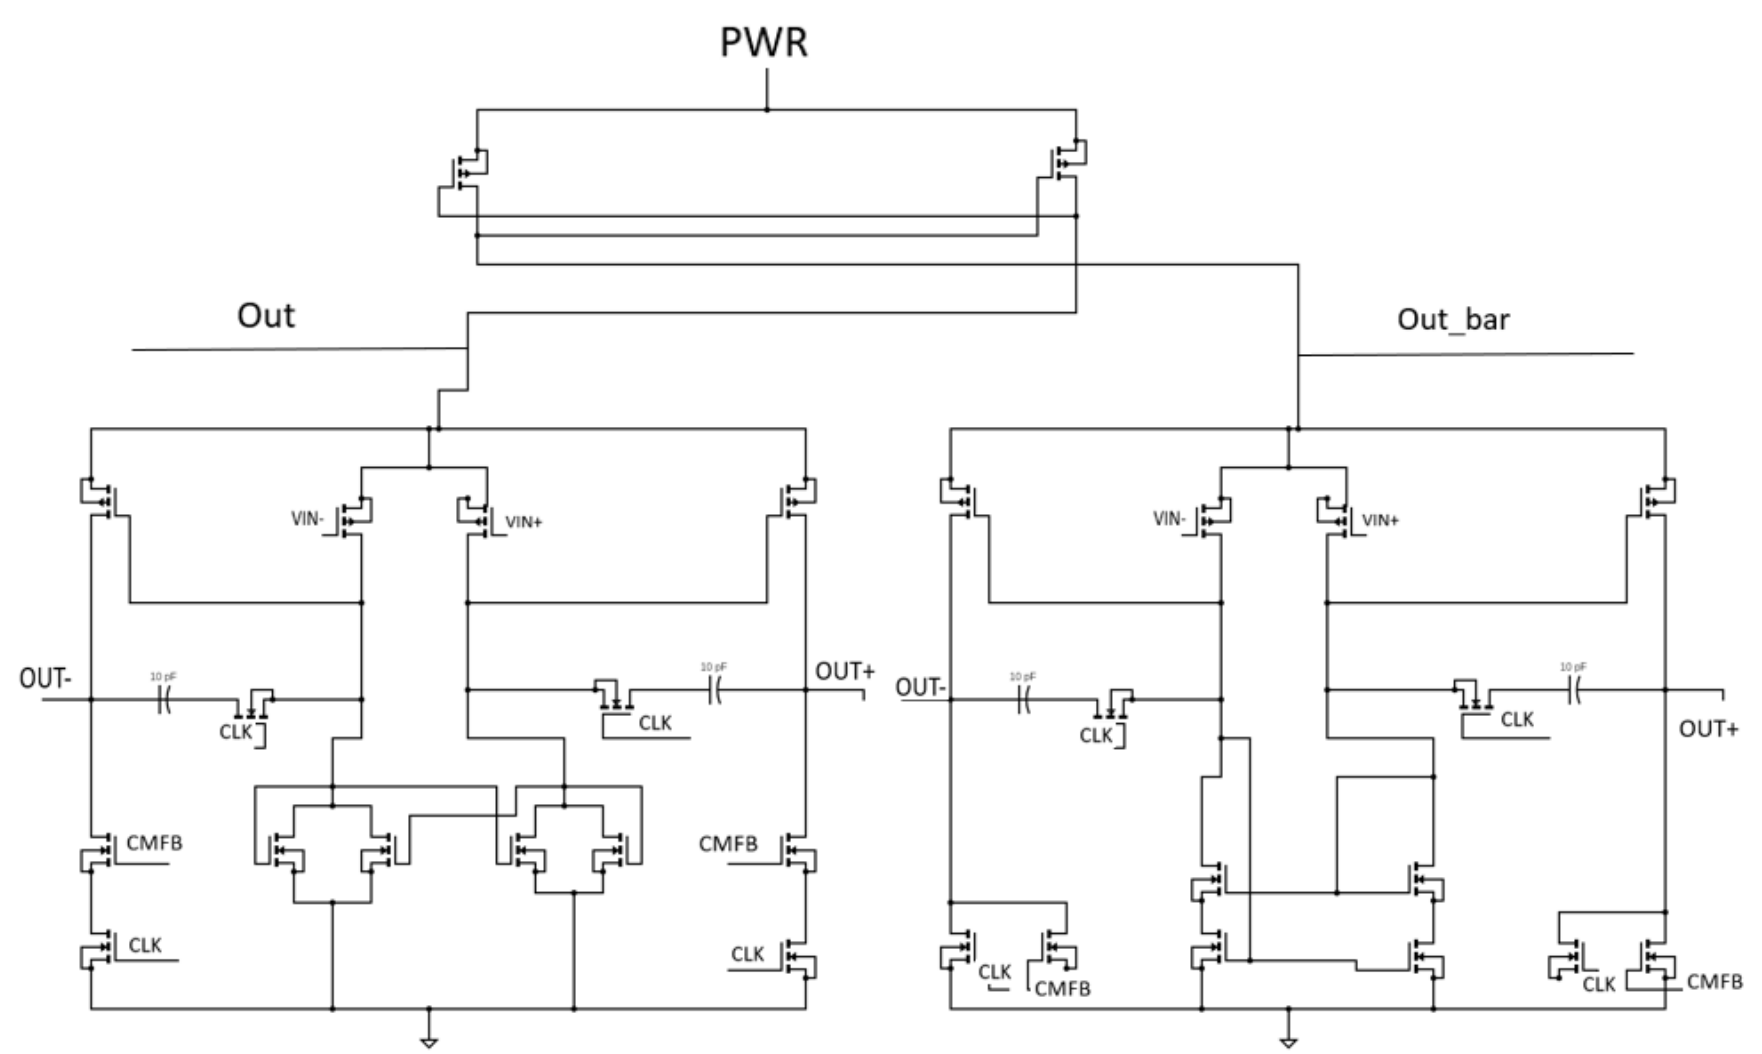 PWR
Out
Out_bar
VIN-
VIN+
VIN-
VIN+
OUT-
10 pF
10 pF
OUT+
OUT-
10 pF
10 pF
OUT+
CLK
CLK
CLK
CLK
CMFB
CMFB
CLK
CLK
CLK
CMFB
CLK
CMFB